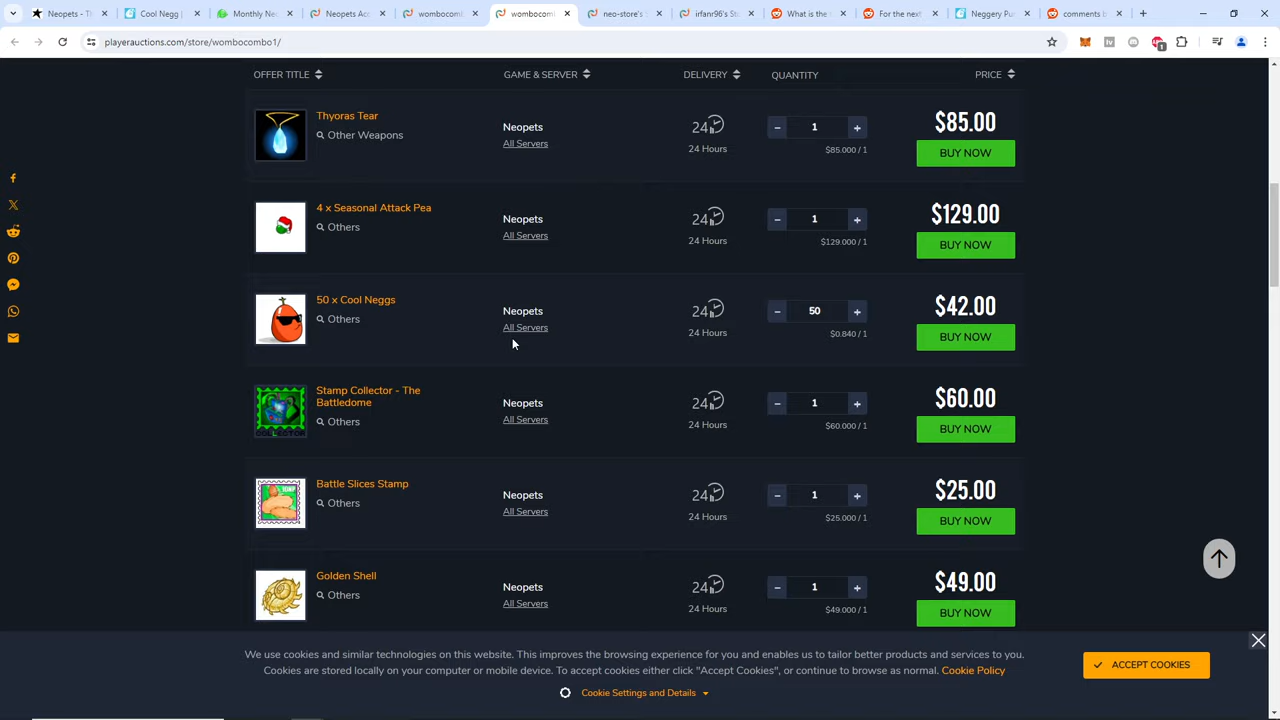 Neopets - T
Cool Negg |
Monthly Ne
Neopets Acc
wombocomb
wombocomb
neo-store's
irfanr96's St
What is the
For the next
Neggery Pu
comments b
playerauctions.com/store/wombocombo1/
OFFER TITLE GAME & SERVER DELIVERY QUANTITY PRICE
Thyoras Tear
Other Weapons
Neopets
All Servers
24
24 Hours
- 1 +
$85.000 / 1
$85.00
BUY NOW
4 x Seasonal Attack Pea
Others
Neopets
All Servers
24
24 Hours
- 1 +
$129.000 / 1
$129.00
BUY NOW
50 x Cool Neggs
Others
Neopets
All Servers
24
24 Hours
- 50 +
$0.840 / 1
$42.00
BUY NOW
Stamp Collector - The
Battledome
Others
Neopets
All Servers
24
24 Hours
- 1 +
$60.000 / 1
$60.00
BUY NOW
Battle Slices Stamp
Others
Neopets
All Servers
24
24 Hours
- 1 +
$25.000 / 1
$25.00
BUY NOW
Golden Shell
Others
Neopets
All Servers
24
24 Hours
- 1 +
$49.000 / 1
$49.00
BUY NOW
We use cookies and similar technologies on this website. This improves the browsing experience for you and enables us to tailor better products and services to you.
Cookies are stored locally on your computer or mobile device. To accept cookies either click "Accept Cookies", or continue to browse as normal. Cookie Policy
Cookie Settings and Details
ACCEPT COOKIES